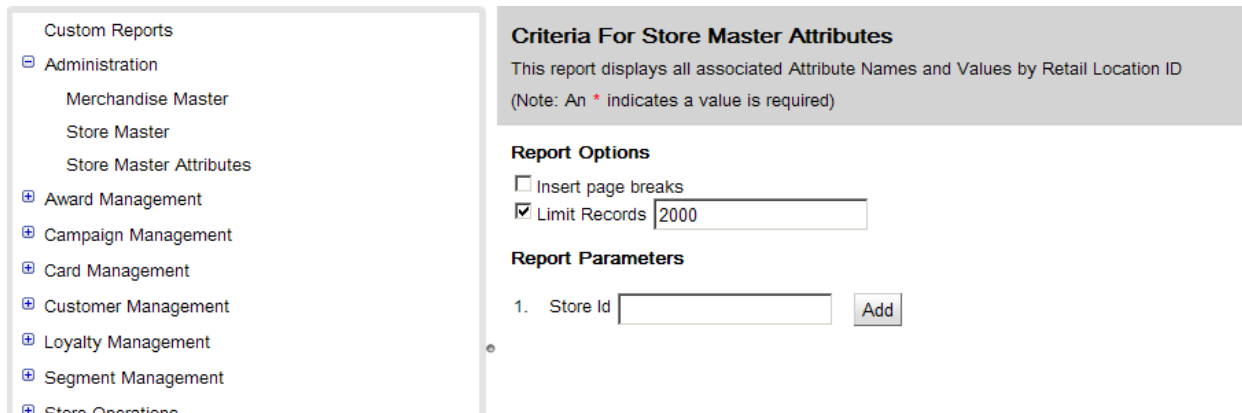 Custom Reports
Administration
Merchandise Master
Store Master
Store Master Attributes
Award Management
Campaign Management
Card Management
Customer Management
Loyalty Management
Segment Management
Store Operations
Criteria For Store Master Attributes
This report displays all associated Attribute Names and Values by Retail Location ID
(Note: An * indicates a value is required)
Report Options
Insert page breaks
Limit Records 2000
Report Parameters
1. Store Id Add